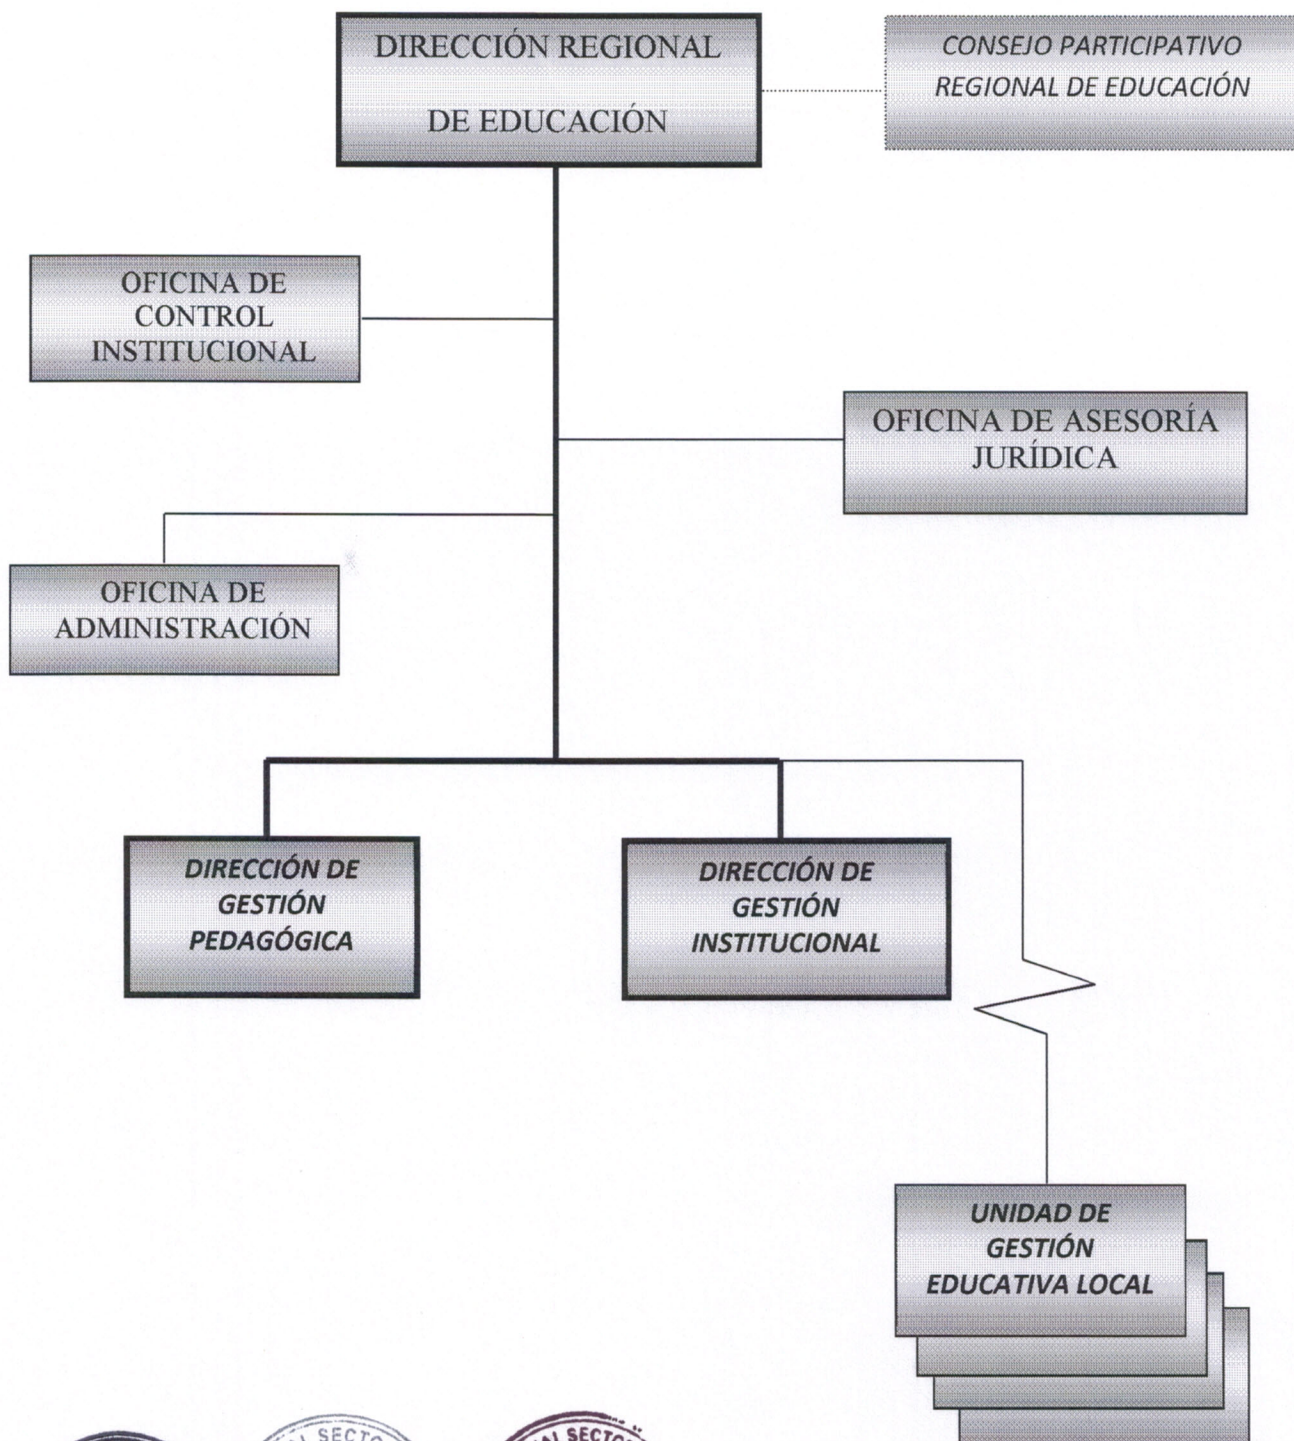 DIRECCIÓN REGIONAL
DE EDUCACIÓN
CONSEJO PARTICIPATIVO
REGIONAL DE EDUCACIÓN
OFICINA DE
CONTROL
INSTITUCIONAL
OFICINA DE ASESORÍA
JURÍDICA
OFICINA DE
ADMINISTRACIÓN
DIRECCIÓN DE
GESTIÓN
PEDAGÓGICA
DIRECCIÓN DE
GESTIÓN
INSTITUCIONAL
UNIDAD DE
GESTIÓN
EDUCATIVA LOCAL